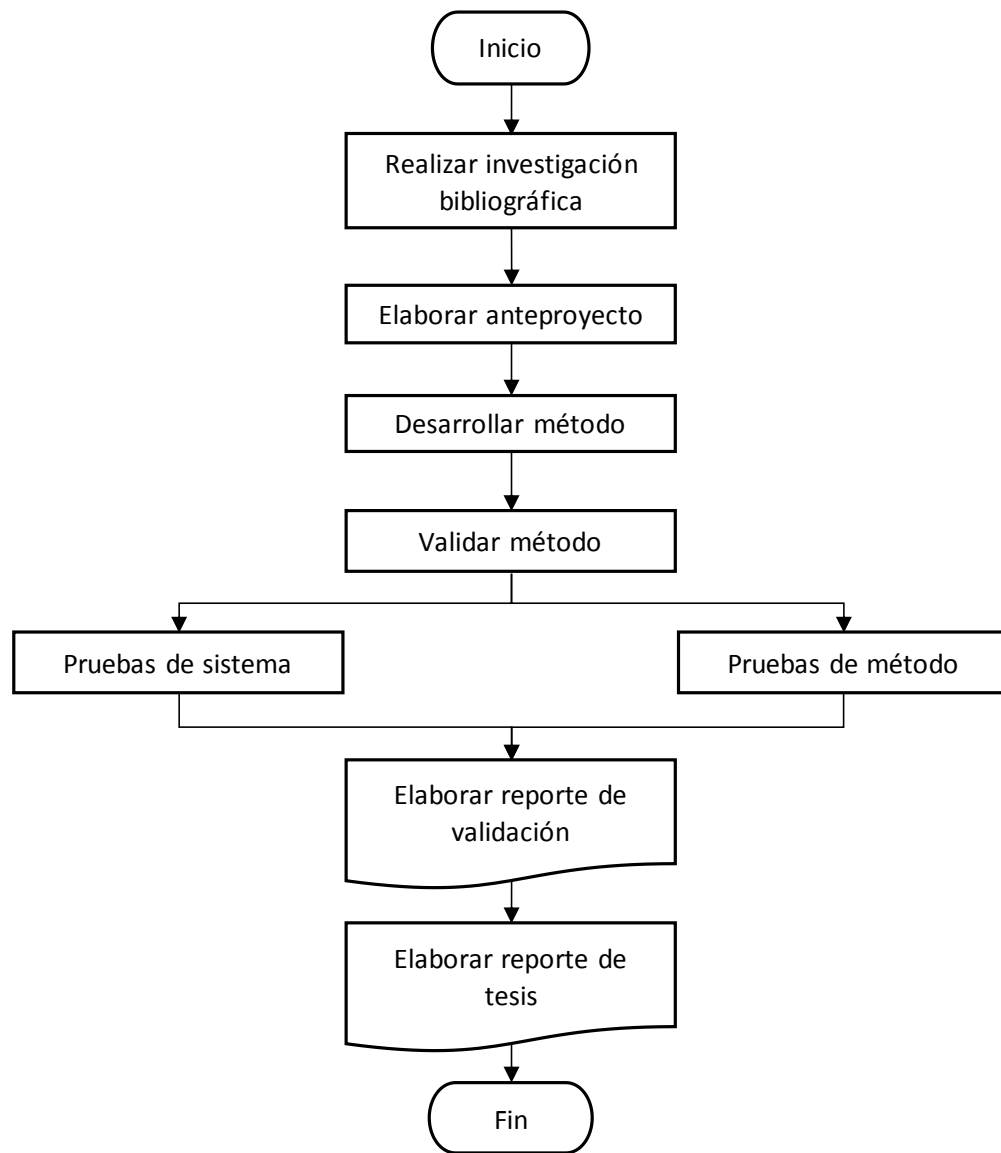 Inicio
Realizar investigación
bibliográfica
Elaborar anteproyecto
Desarrollar método
Validar método
Pruebas de sistema
Pruebas de método
Elaborar reporte de
validación
Elaborar reporte de
tesis
Fin